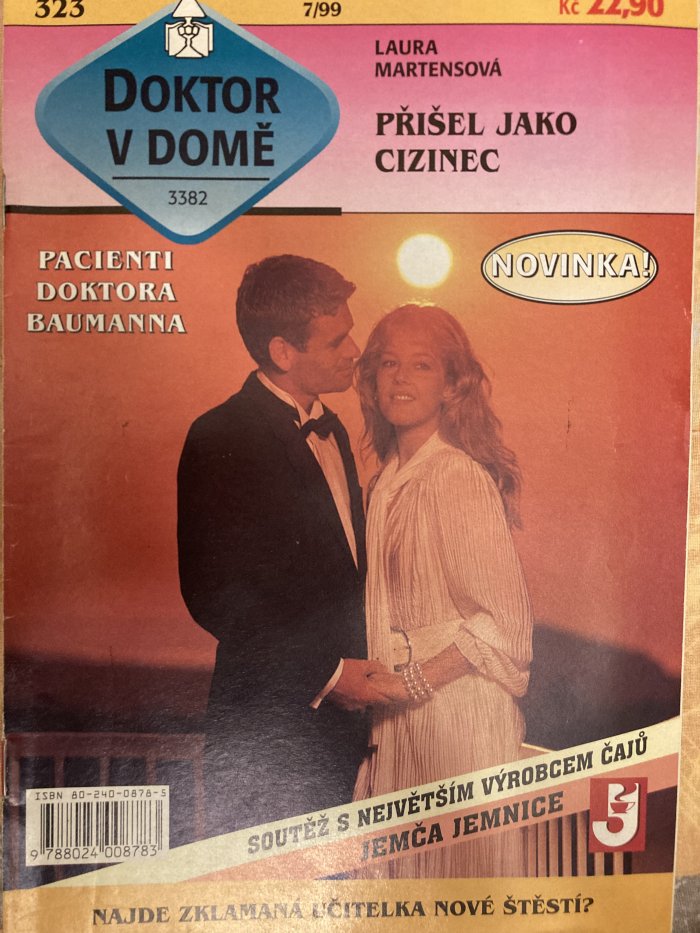 323
7/99
Kč 22,90
DOKTOR
V DOMĚ
3382
LAURA
MARTENSOVÁ
PŘIŠEL JAKO
CIZINEC
PACIENTI
DOKTORA
BAUMANNA
NOVINKA!
SOUTĚŽ S NEJVĚTŠÍM VÝROBCEM ČAJŮ
JEMČA JEMNICE
ISBN 80-240-0878-5
9 788024 008783
NAJDE ZKLAMANÁ UČITELKA NOVÉ ŠTĚSTÍ?